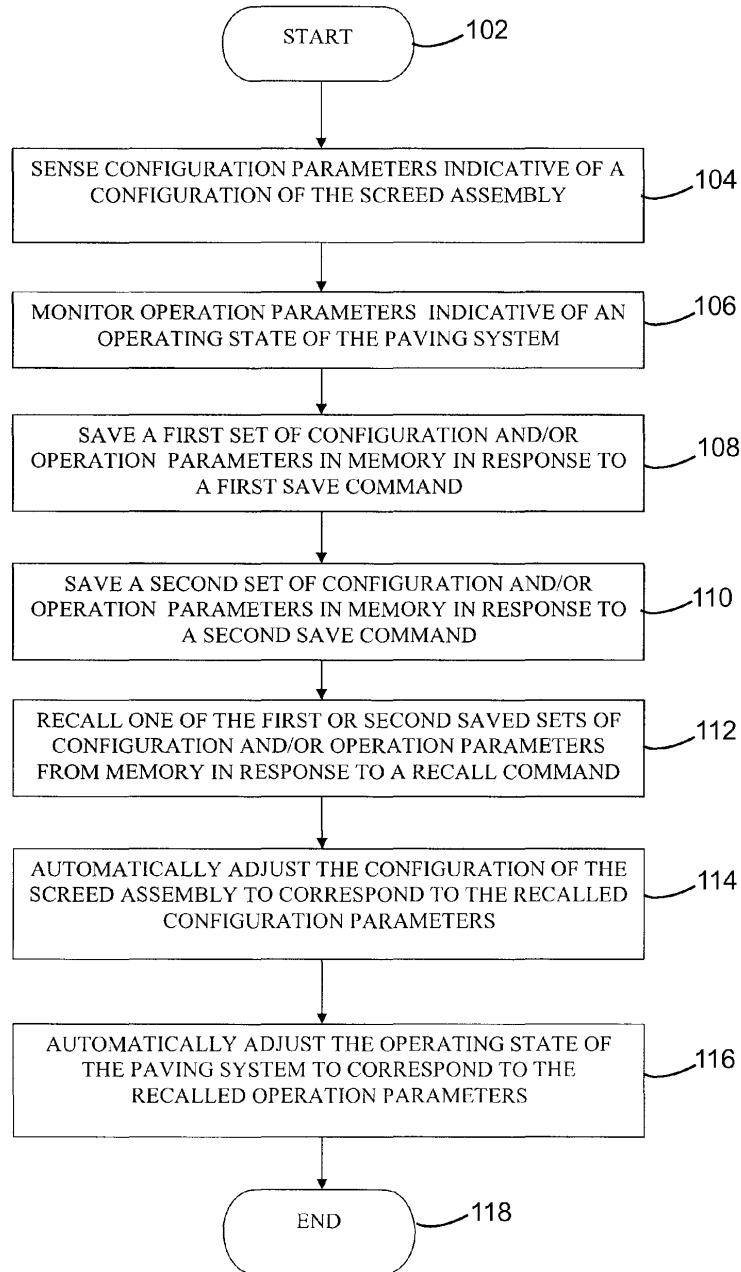 START
102
SENSE CONFIGURATION PARAMETERS INDICATIVE OF A
CONFIGURATION OF THE SCREED ASSEMBLY
104
MONITOR OPERATION PARAMETERS INDICATIVE OF AN
OPERATING STATE OF THE PAVING SYSTEM
106
SAVE A FIRST SET OF CONFIGURATION AND/OR
OPERATION PARAMETERS IN MEMORY IN RESPONSE TO
A FIRST SAVE COMMAND
108
SAVE A SECOND SET OF CONFIGURATION AND/OR
OPERATION PARAMETERS IN MEMORY IN RESPONSE TO
A SECOND SAVE COMMAND
110
RECALL ONE OF THE FIRST OR SECOND SAVED SETS OF
CONFIGURATION AND/OR OPERATION PARAMETERS
FROM MEMORY IN RESPONSE TO A RECALL COMMAND
112
AUTOMATICALLY ADJUST THE CONFIGURATION OF THE
SCREED ASSEMBLY TO CORRESPOND TO THE RECALLED
CONFIGURATION PARAMETERS
114
AUTOMATICALLY ADJUST THE OPERATING STATE OF
THE PAVING SYSTEM TO CORRESPOND TO THE
RECALLED OPERATION PARAMETERS
116
END
118